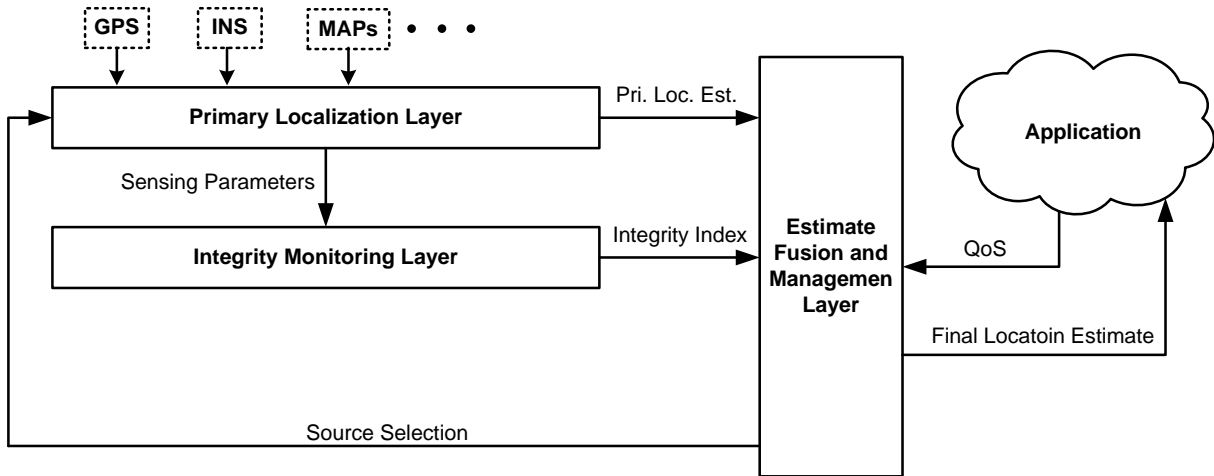 GPS
INS
MAPs
• • •
Primary Localization Layer
Pri. Loc. Est.
Application
Sensing Parameters
Integrity Monitoring Layer
Integrity Index
Estimate
Fusion and
Managemen
Layer
QoS
Final Locatoin Estimate
Source Selection